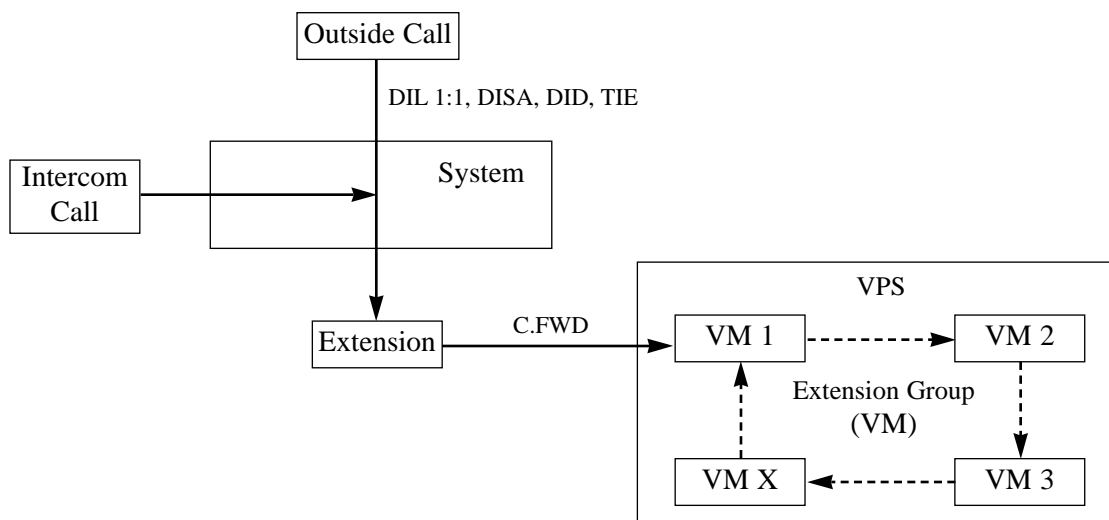 Outside Call
DIL 1:1, DISA, DID, TIE
System
Intercom
Call
VPS
Extension
C.FWD
VM 1
VM 2
Extension Group
(VM)
VM X
VM 3